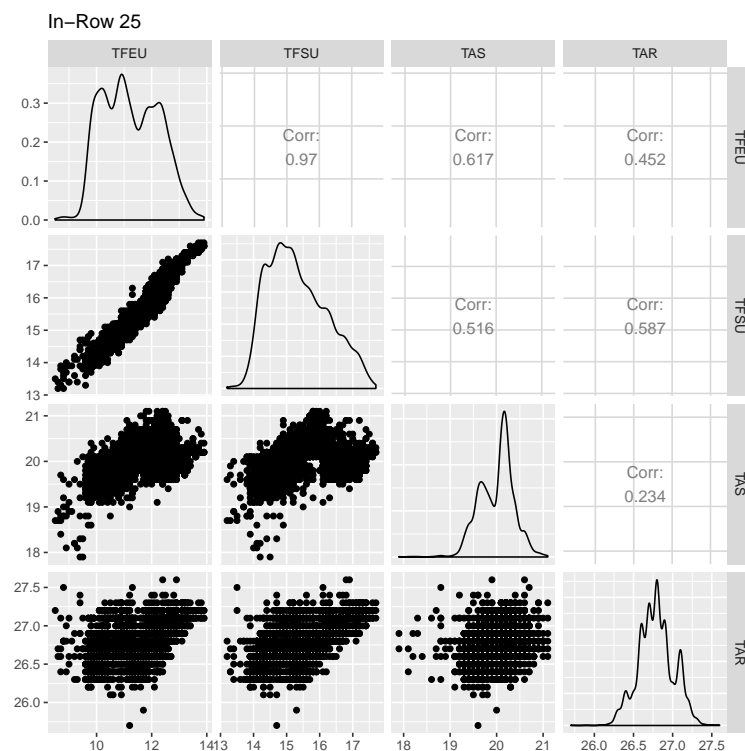 In−Row 25
TFEU TFSU TAS TAR
0.3
0.2
0.1
0.0
Corr:
0.97
Corr:
0.617
Corr:
0.452
TFEU
17
16
15
14
13
Corr:
0.516
Corr:
0.587
TFSU
21
20
19
18
Corr:
0.234
TAS
27.5
27.0
26.5
26.0
TAR
10 12 14 13 14 15 16 17 18 19 20 21 26.0 26.5 27.0 27.5